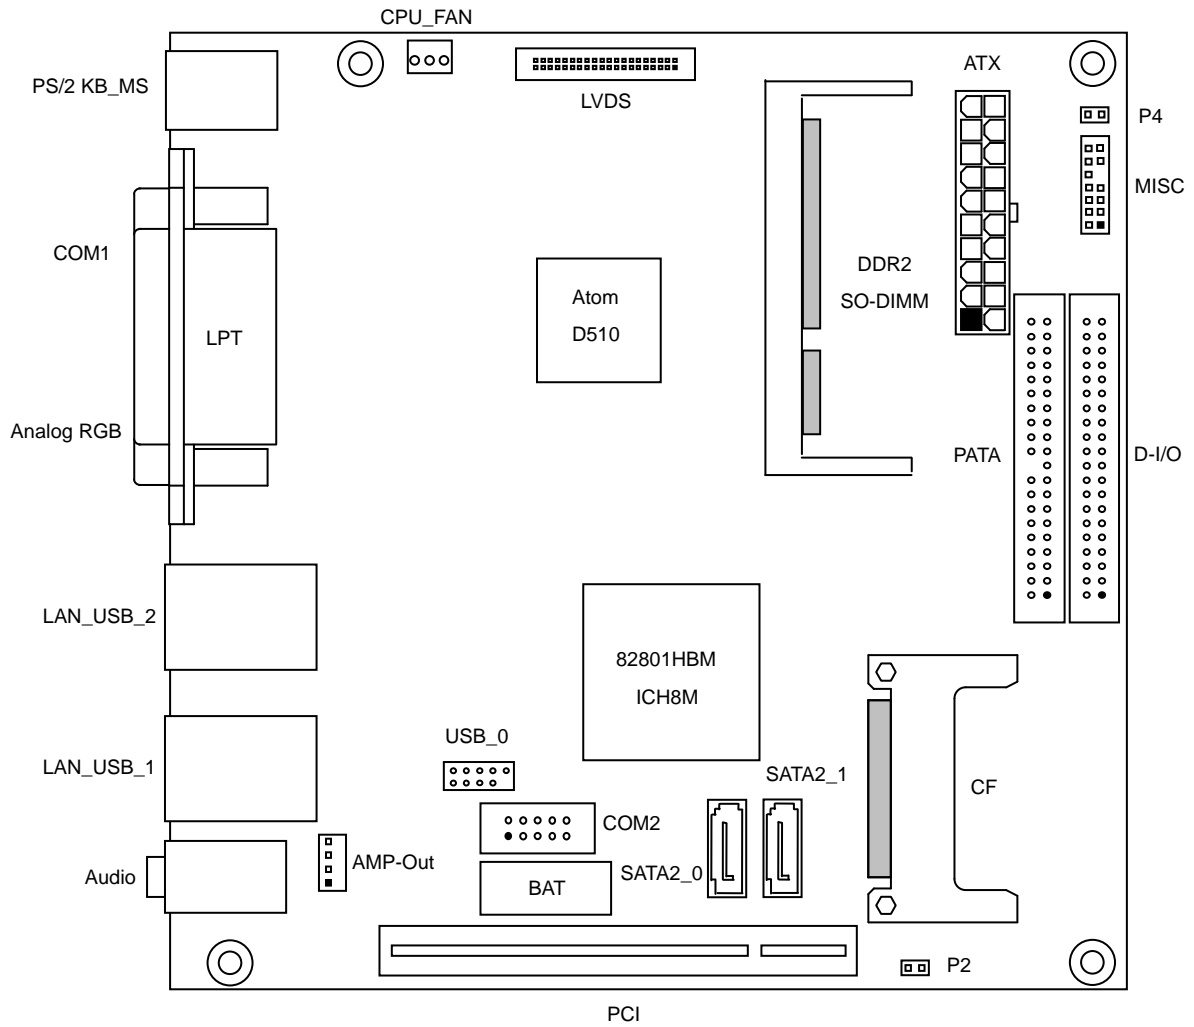 CPU_FAN
PS/2 KB_MS
LVDS
ATX
P4
MISC
COM1
LPT
Analog RGB
Atom
D510
DDR2
SO-DIMM
PATA
D-I/O
LAN_USB_2
82801HBM
ICH8M
LAN_USB_1
USB_0
SATA2_1
CF
COM2
AMP-Out
Audio
SATA2_0
BAT
P2
PCI